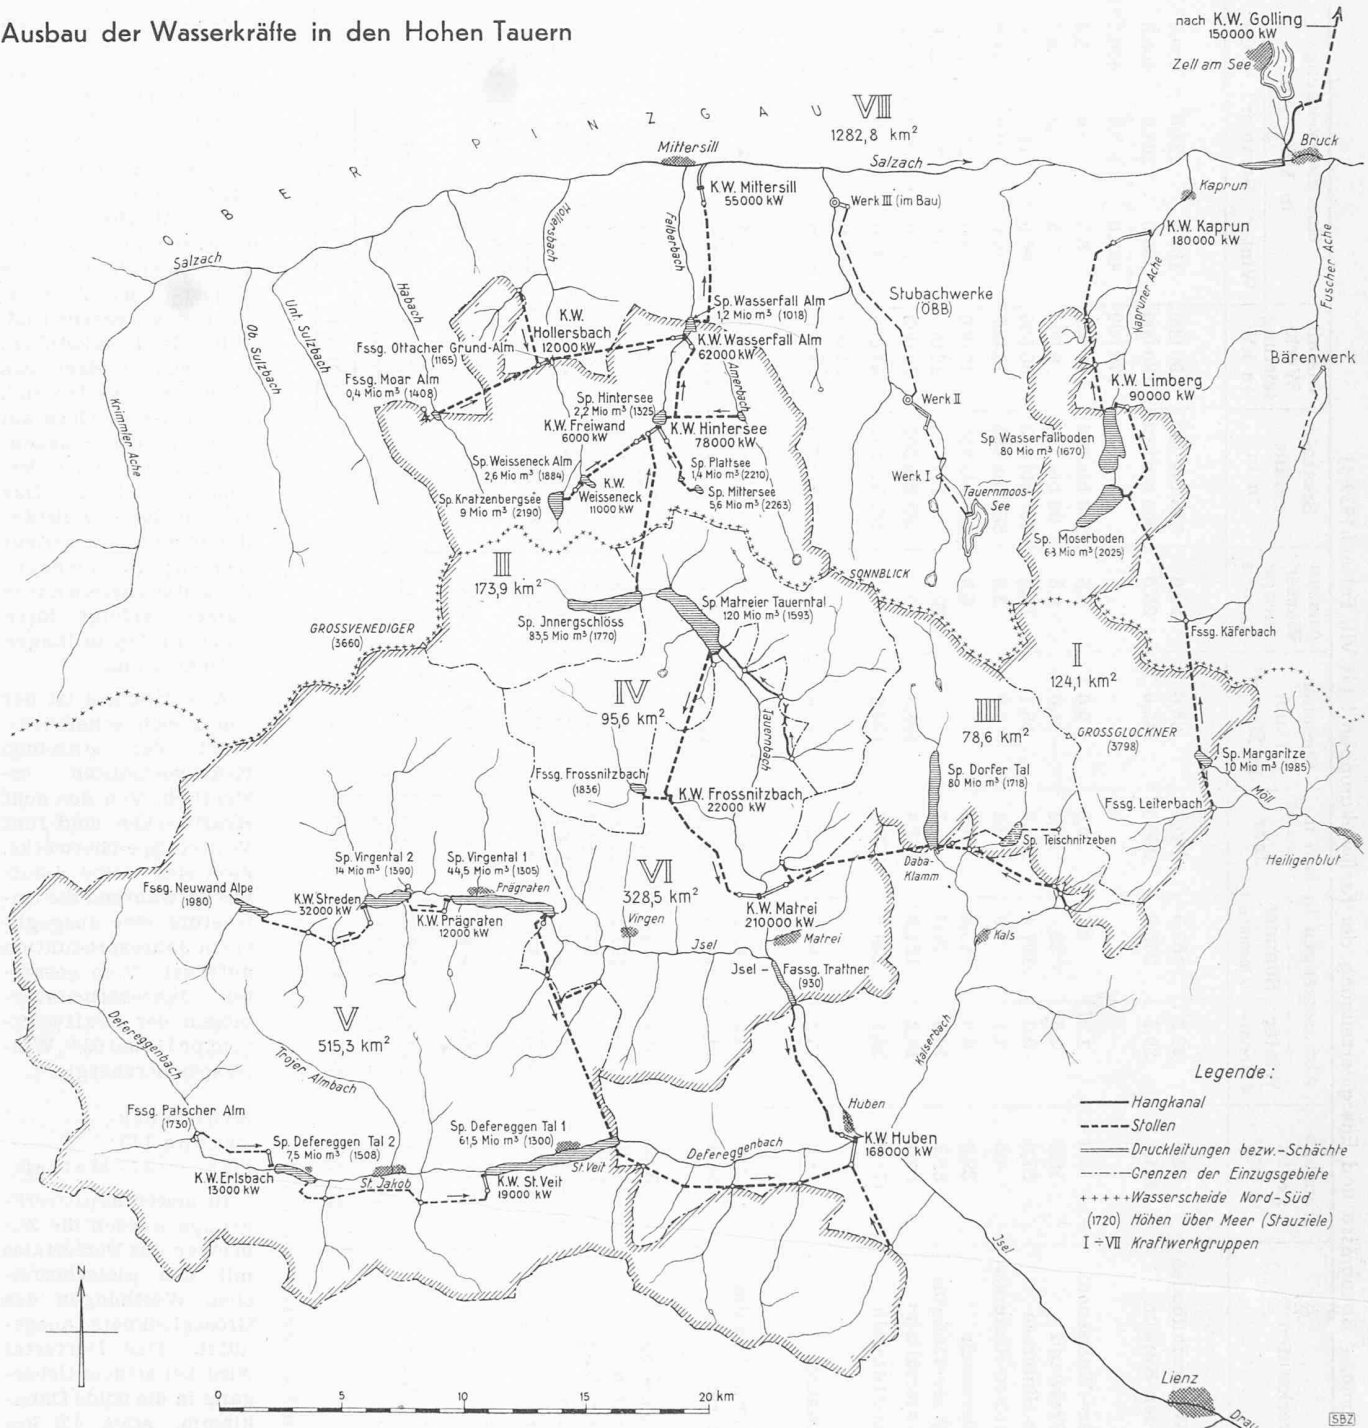 Ausbau der Wasserkräfte in den Hohen Tauern
nach K.W. Golling
150000 kW
Zell am See
VIII
1282,8 km²
OBERPINZGAU
Mittersill
Salzach
Bruck
Kaprun
K.W. Mittersill
55000 kW
Werk III (im Bau)
K.W. Kaprun
180000 kW
Salzach
Hollersbach
Felberbach
Kapruner Ache
Fuscher Ache
Habach
Unt. Sulzbach
Ob. Sulzbach
Krimmler Ache
Stubachwerke
(ÖBB)
Sp. Wasserfall Alm
1,2 Mio m³ (1018)
K.W.
Hollersbach
12000 kW
K.W. Wasserfall Alm
62000 kW
Fssg. Ottacher Grund-Alm
(1165)
Bärenwerk
Fssg. Moar Alm
0,4 Mio m³ (1408)
Amerbach
K.W. Limberg
90000 kW
Sp. Hintersee
2,2 Mio m³ (1325)
Werk II
K.W. Freiwand
6000 kW
K.W. Hintersee
78000 kW
Sp. Wasserfallboden
80 Mio m³ (1670)
Sp. Weisseneck Alm
2,6 Mio m³ (1884)
Sp. Plattsee
1,4 Mio m³ (2210)
Werk I
K.W.
Weisseneck
11000 kW
Sp. Kratzenbergsee
9 Mio m³ (2190)
Sp. Mittersee
5,6 Mio m³ (2263)
Tauernmoos-
See
Sp. Moserboden
63 Mio m³ (2025)
III
173,9 km²
SONNBLICK
Sp. Jnnergschlöss
83,5 Mio m³ (1770)
Sp. Matreier Tauerntal
120 Mio m³ (1593)
GROSSVENEDIGER
(3660)
Fssg. Käferbach
I
124,1 km²
IV
95,6 km²
IIII
78,6 km²
Tauernbach
GROSSGLOCKNER
(3798)
Sp. Margaritze
10 Mio m³ (1985)
Fssg. Frossnitzbach
(1836)
Sp. Dorfer Tal
80 Mio m³ (1718)
K.W. Frossnitzbach
22000 kW
Fssg. Leiterbach
Möll
Sp. Teischnitzeben
Heiligenblut
Daba-
Klamm
Sp. Virgental 2
14 Mio m³ (1390)
Sp. Virgental 1
44,5 Mio m³ (1305)
VI
328,5 km²
Fssg. Neuwand Alpe
(1980)
Prägraten
K.W. Streden
32000 kW
K.W. Prägraten
12000 kW
Virgen
K.W. Matrei
210000 kW
Matrei
Kals
Jsel
Jsel – Fassg. Trattner
(930)
Defereggenbach
V
515,3 km²
Trojer Almbach
Kalserbach
Legende:
Hangkanal
Stollen
Druckleitungen bezw.-Schächte
Grenzen der Einzugsgebiete
+++++ Wasserscheide Nord-Süd
(1720) Höhen über Meer (Stauziele)
I ÷ VII Kraftwerkgruppen
Huben
Fssg. Patscher Alm
(1730)
Sp. Defereggen Tal 2
7,5 Mio m³ (1508)
Sp. Defereggen Tal 1
61,5 Mio m³ (1300)
K.W. Huben
168000 kW
Defereggenbach
St. Veit
K.W. Erlsbach
13000 kW
St. Jakob
K.W. St. Veit
19000 kW
Jsel
N
0 5 10 15 20 km
Lienz
Drau
SBZ